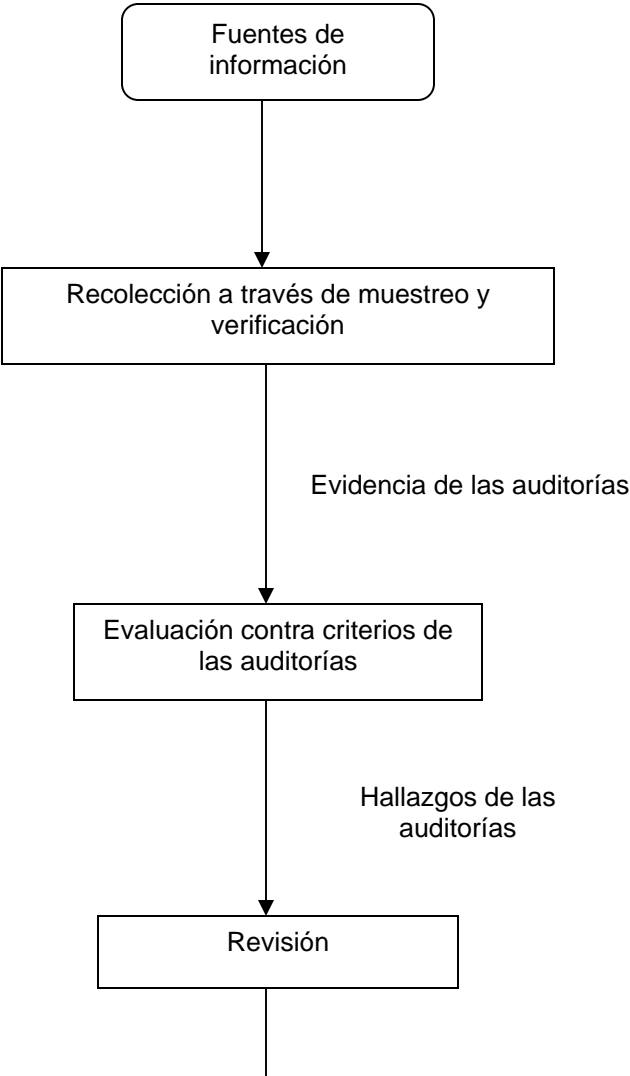 Fuentes de
información
Recolección a través de muestreo y
verificación
Evidencia de las auditorías
Evaluación contra criterios de
las auditorías
Hallazgos de las
auditorías
Revisión